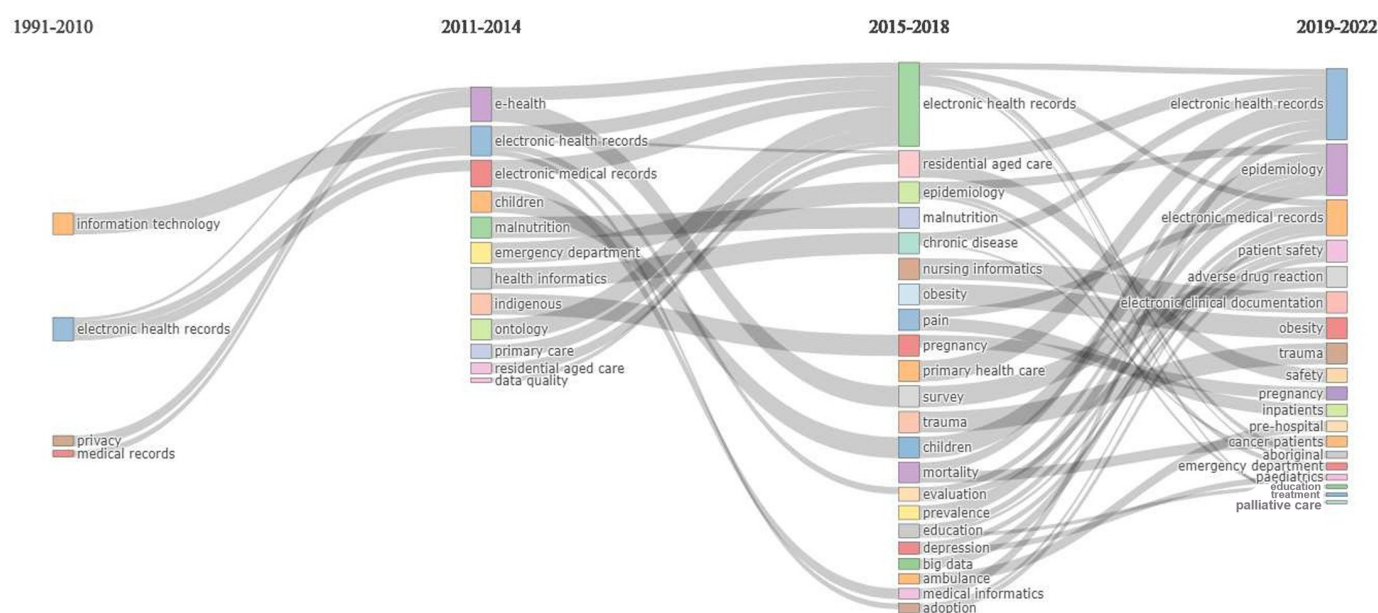 1991-2010
2011-2014
2015-2018
2019-2022
information technology
electronic health records
privacy
medical records
e-health
electronic health records
electronic medical records
children
malnutrition
emergency department
health informatics
indigenous
ontology
primary care
residential aged care
data quality
electronic health records
residential aged care
epidemiology
malnutrition
chronic disease
nursing informatics
obesity
pain
pregnancy
primary health care
survey
trauma
children
mortality
evaluation
prevalence
education
depression
big data
ambulance
medical informatics
adoption
electronic health records
epidemiology
electronic medical records
patient safety
adverse drug reaction
electronic clinical documentation
obesity
trauma
safety
pregnancy
inpatients
pre-hospital
cancer patients
aboriginal
emergency department
paediatrics
education
treatment
palliative care